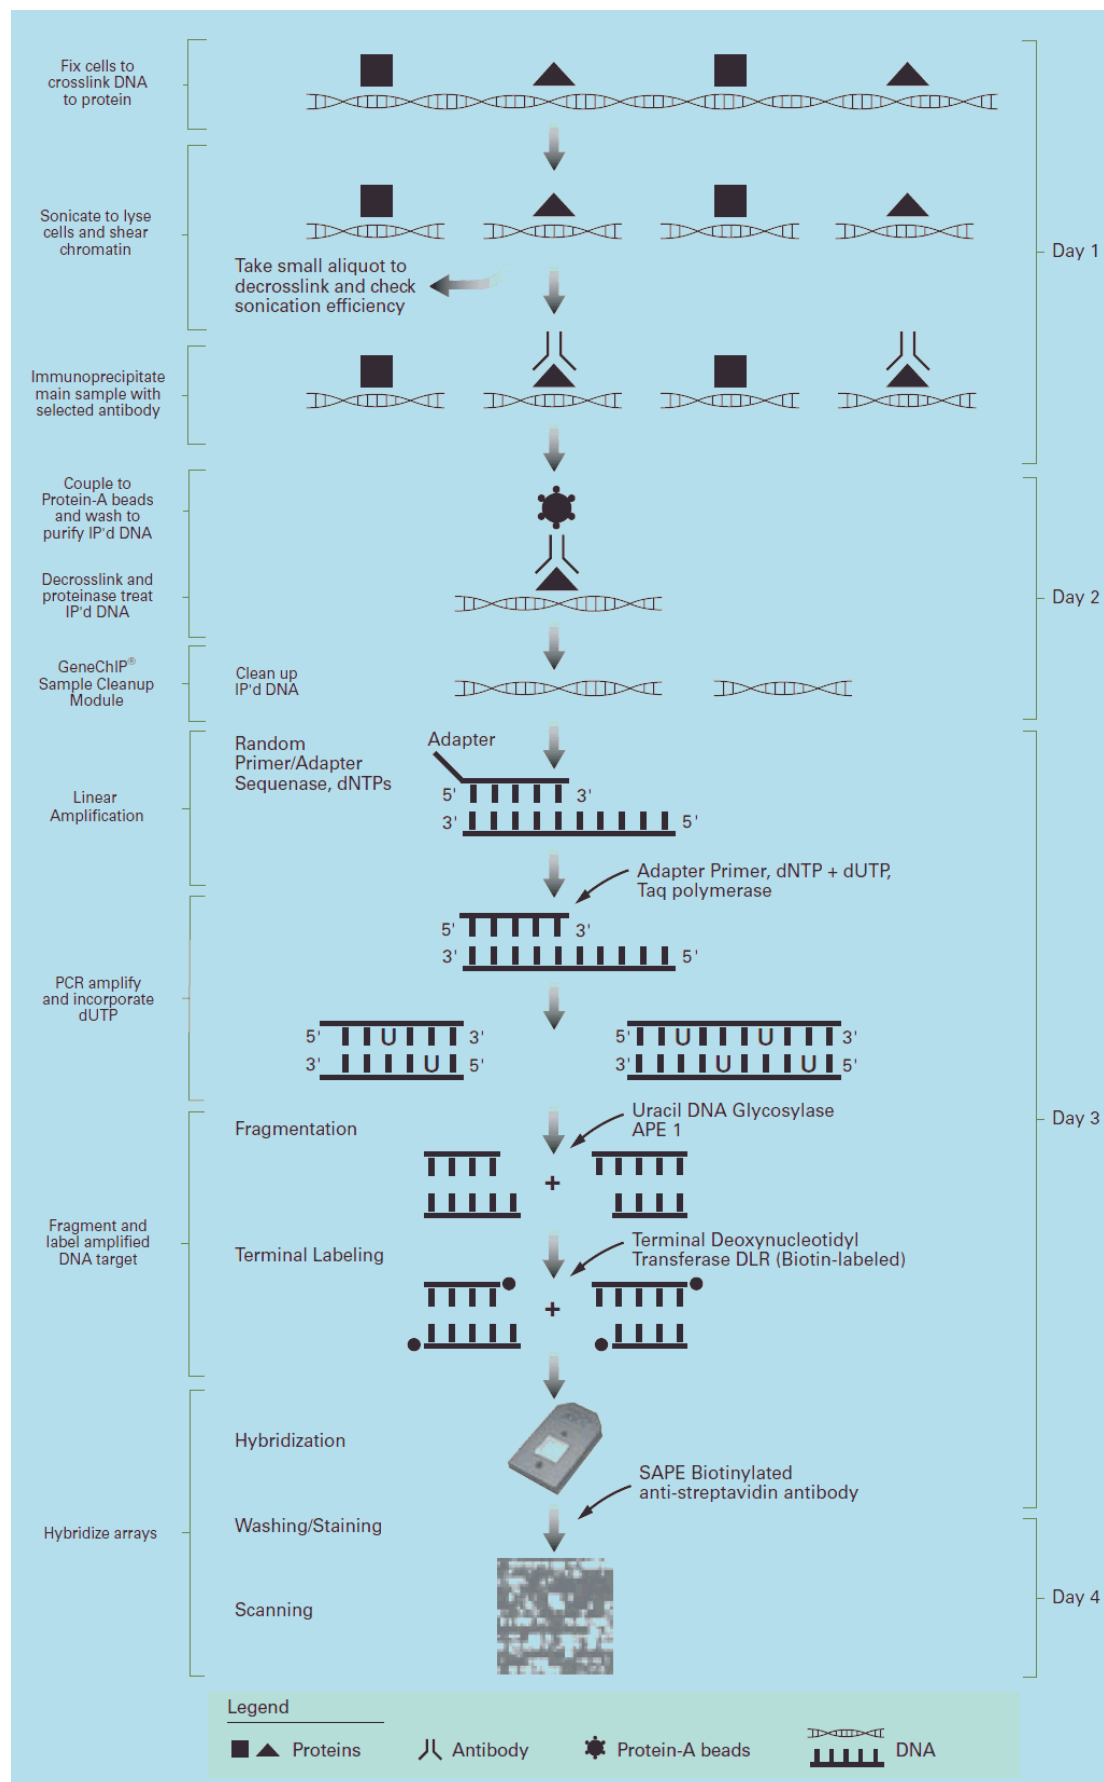 Fix cells to
crosslink DNA
to protein
Sonicate to lyse
cells and shear
chromatin
Take small aliquot to
decrosslink and check
sonication efficiency
Day 1
Immunoprecipitate
main sample with
selected antibody
Couple to
Protein-A beads
and wash to
purify IP'd DNA
Decrosslink and
proteinase treat
IP'd DNA
Day 2
GeneChIP®
Sample Cleanup
Module
Clean up
IP'd DNA
Linear
Amplification
Random
Primer/Adapter
Sequenase, dNTPs
Adapter
5' 3'
3' 5'
Adapter Primer, dNTP + dUTP,
Taq polymerase
PCR amplify
and incorporate
dUTP
5' 3'
3' 5'
5' U 3'
3' U 5'
5' U U 3'
3' U U 5'
Day 3
Fragment and
label amplified
DNA target
Fragmentation
Uracil DNA Glycosylase
APE 1
+
Terminal Labeling
Terminal Deoxynucleotidyl
Transferase DLR (Biotin-labeled)
+
Hybridize arrays
Hybridization
SAPE Biotinylated
anti-streptavidin antibody
Washing/Staining
Scanning
Day 4
Legend
Proteins
Antibody
Protein-A beads
DNA